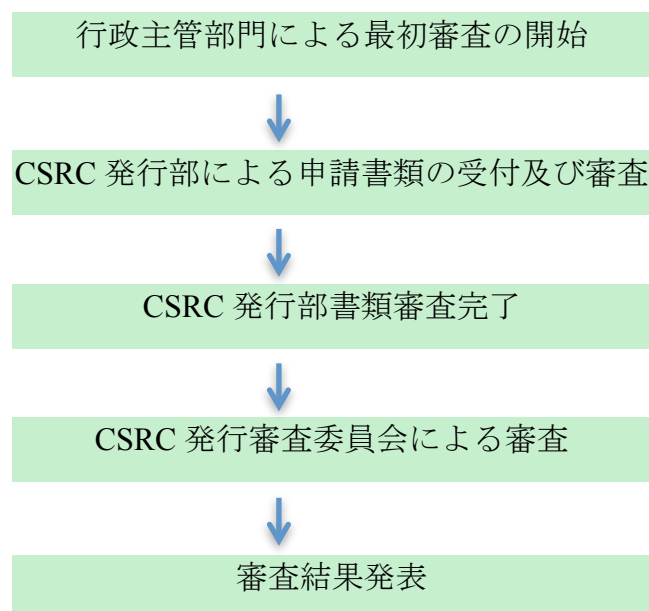 行政主管部門による最初審査の開始
CSRC 発行部による申請書類の受付及び審査
CSRC 発行部書類審査完了
CSRC 発行審査委員会による審査
審査結果発表